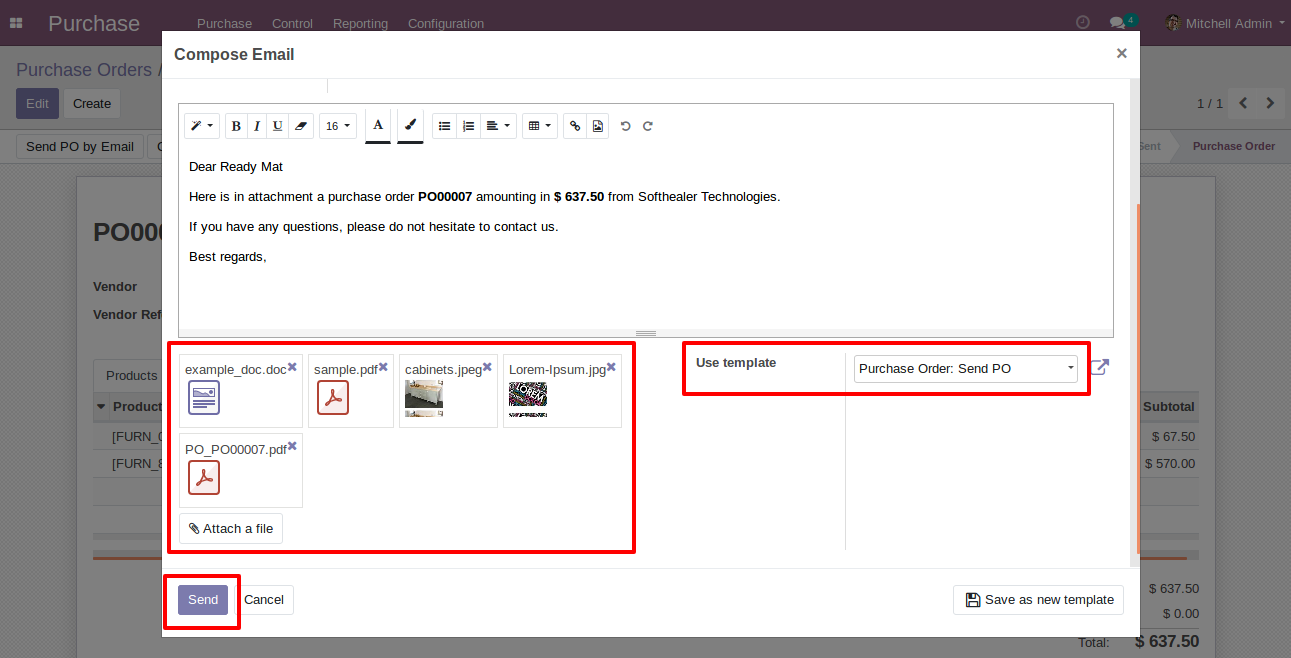 Purchase Purchase Control Reporting Configuration 4 Mitchell Admin
Compose Email ×
Purchase Orders /
Edit Create 1 / 1
Send PO by Email Sent Purchase Order
B I U 16 A
Dear Ready Mat
Here is in attachment a purchase order PO00007 amounting in $ 637.50 from Softhealer Technologies.
If you have any questions, please do not hesitate to contact us.
Best regards,
PO000
Vendor
Vendor Ref
example_doc.doc sample.pdf cabinets.jpeg Lorem-Ipsum.jpg
LOREM
PO_PO00007.pdf
Attach a file
Use template Purchase Order: Send PO
Products
Product Subtotal
[FURN_ $ 67.50
[FURN_8 $ 570.00
Send Cancel Save as new template
$ 637.50
$ 0.00
Total: $ 637.50